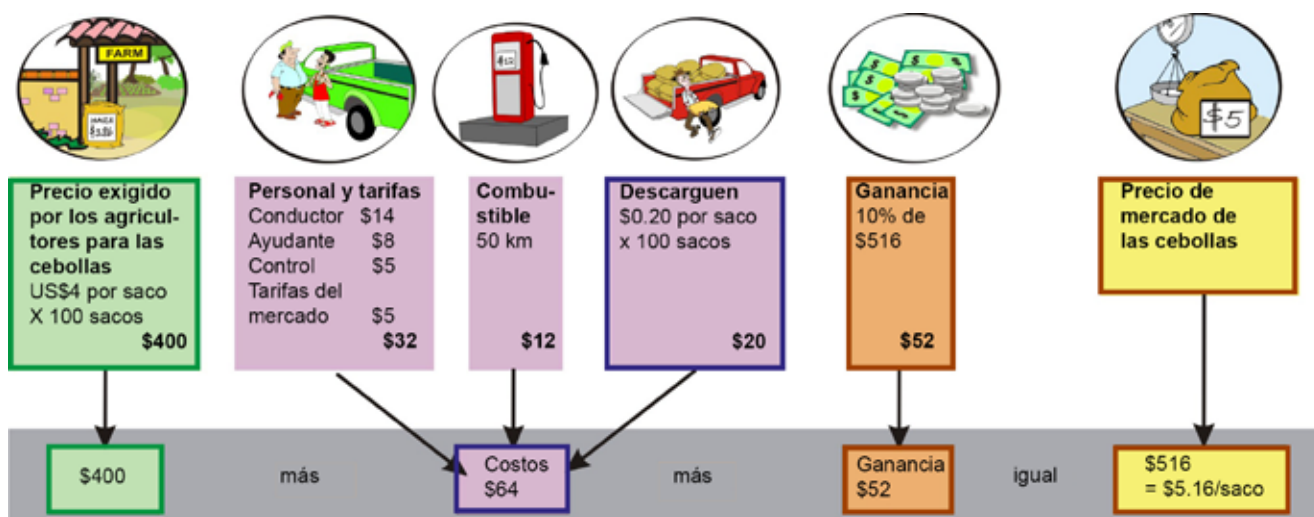 FARM
$5
Precio exigido
por los agricul-
tores para las
cebollas
US$4 por saco
X 100 sacos
$400
Personal y tarifas
Conductor $14
Ayudante $8
Control $5
Tarifas del
mercado $5
$32
Combu-
stible
50 km
$12
Descarguen
$0.20 por saco
x 100 sacos
$20
Ganancia
10% de
$516
$52
Precio de
mercado de
las cebollas
$400
más
Costos
$64
más
Ganancia
$52
igual
$516
= $5.16/saco